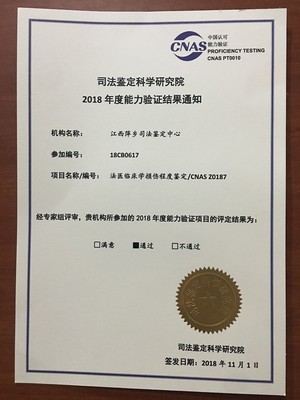 CNAS
中国认可
能力验证
PROFICIENCY TESTING
CNAS PT0010
司法鉴定科学研究院
2018 年度能力验证结果通知
机构名称： 江西萍乡司法鉴定中心
参加编号： 18CB0617
项目名称/编号： 法医临床学损伤程度鉴定/CNAS Z0187
经专家组评审，贵机构所参加的 2018 年度能力验证项目的评定结果为：
□满意 ■通过 □不通过
司法鉴定科学研究院
签发日期：2018 年 11 月 1 日